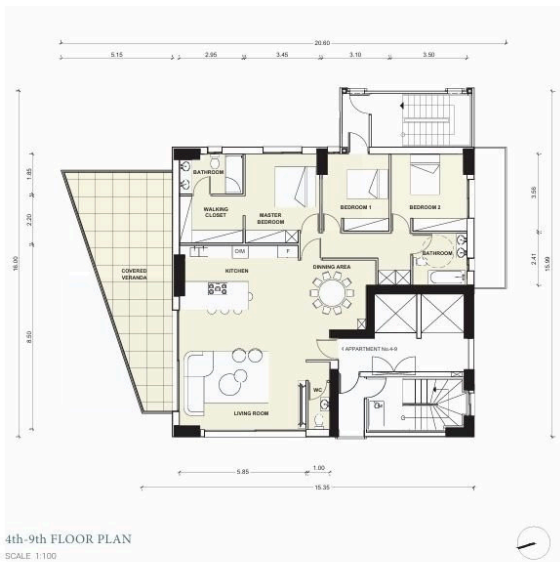 20.60
5.15
2.95
3.45
3.10
3.50
BATHROOM
WALKING
CLOSET
MASTER
BEDROOM
BEDROOM 1
BEDROOM 2
1.85
2.20
8.50
16.00
3.56
2.41
15.99
BATHROOM
COVERED
VERANDA
KITCHEN
D/M
F
DINNING AREA
1 APPARTMENT No.4-9
WC
LIVING ROOM
5.85
1.00
15.35
4th-9th FLOOR PLAN
SCALE 1:100